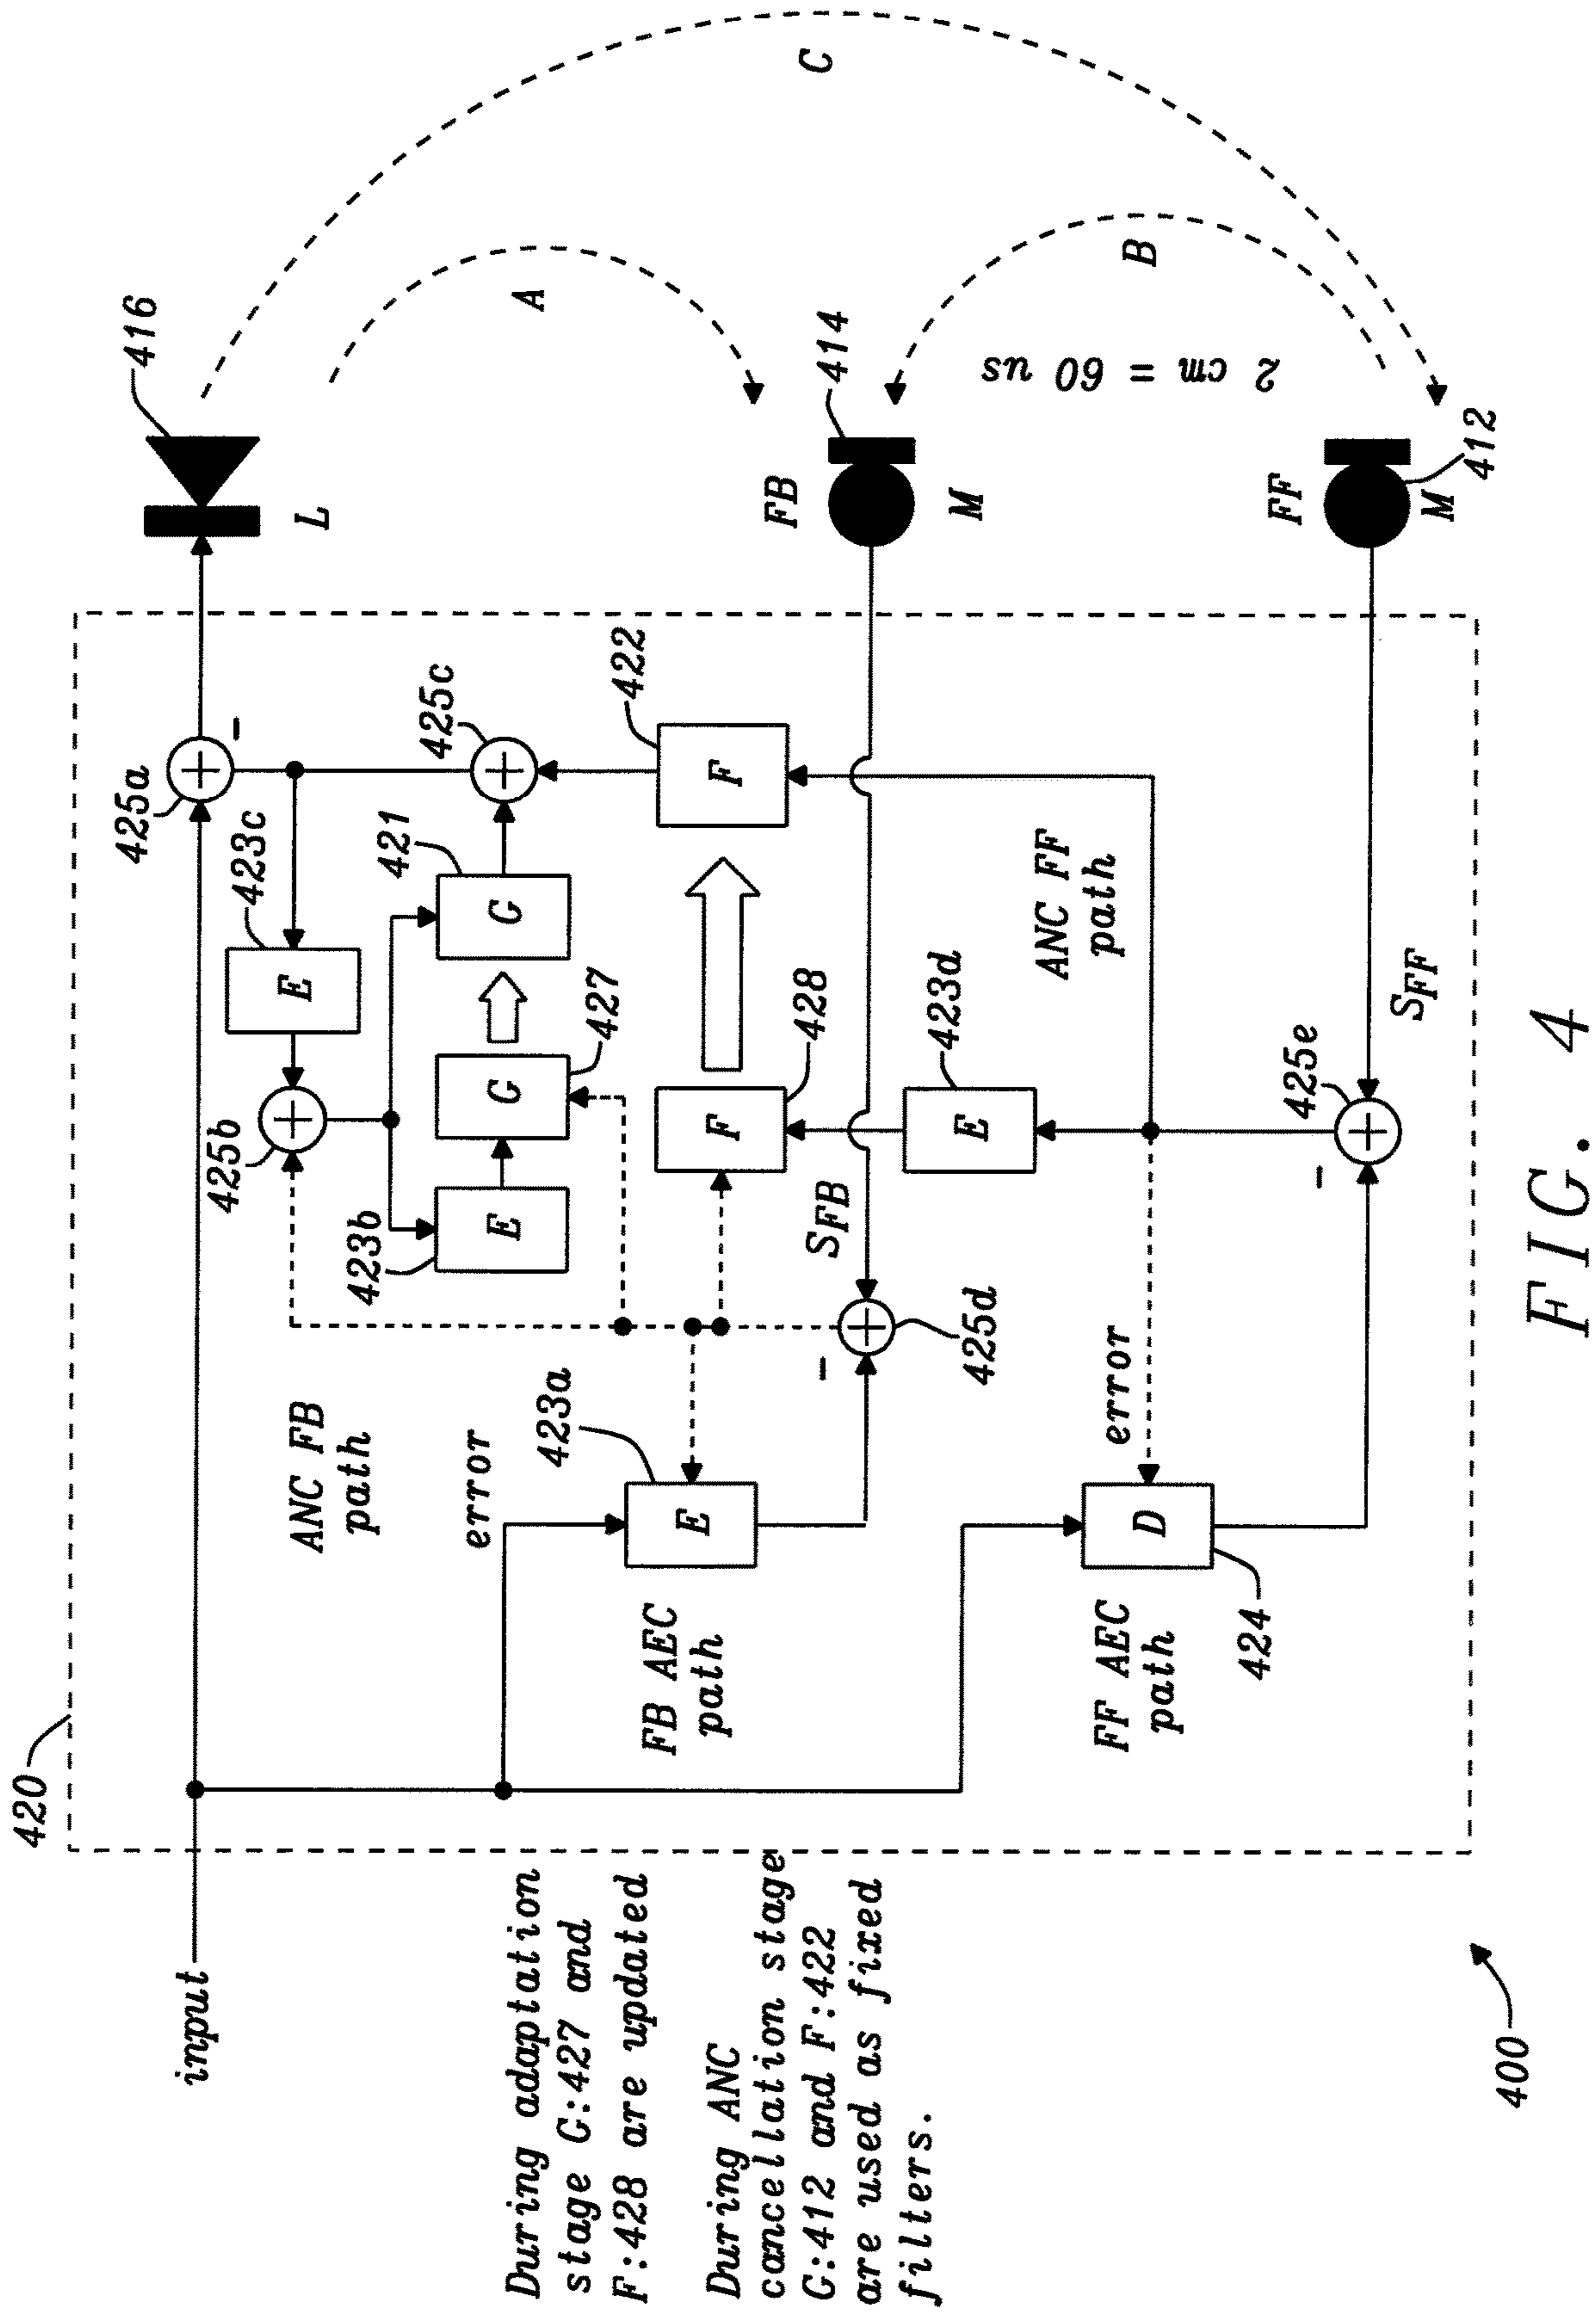 420
input
416
L
A
C
B
2 cm = 60 us
FB
M
414
FF
M
412
425a
-
423c
E
425b
423b
E
G
427
G
421
425c
F
422
F
428
E
423d
SFB
425d
-
ANC FB
path
error
423a
E
FB AEC
path
ANC FF
path
SFF
425e
-
error
D
424
FF AEC
path
During adaptation
stage G:427 and
F:428 are updated
During ANC
cancellation stage
G:412 and F:422
are used as fixed
filters.
400
FIG. 4